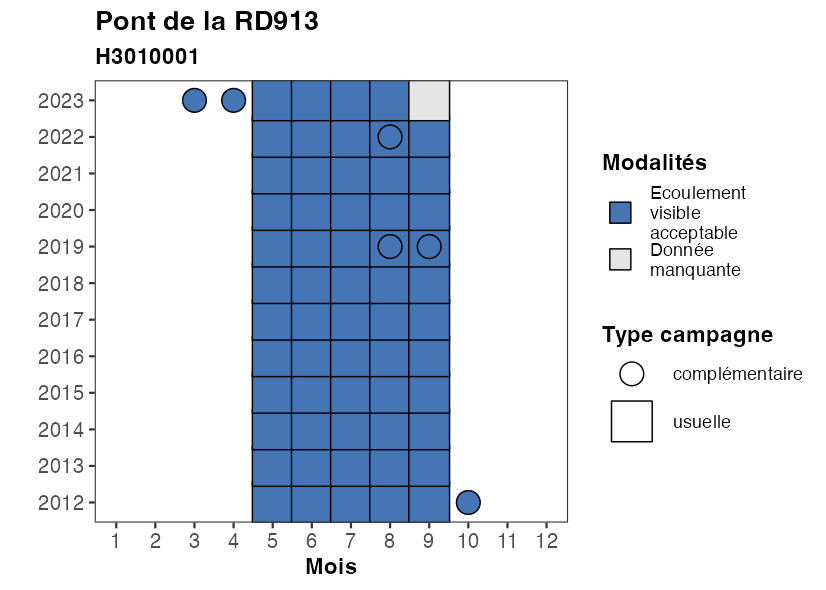 Pont de la RD913
H3010001
2023
2022
2021
2020
2019
2018
2017
2016
2015
2014
2013
2012
1 2 3 4 5 6 7 8 9 10 11 12
Mois
Modalités
Ecoulement
visible
acceptable
Donnée
manquante
Type campagne
complémentaire
usuelle